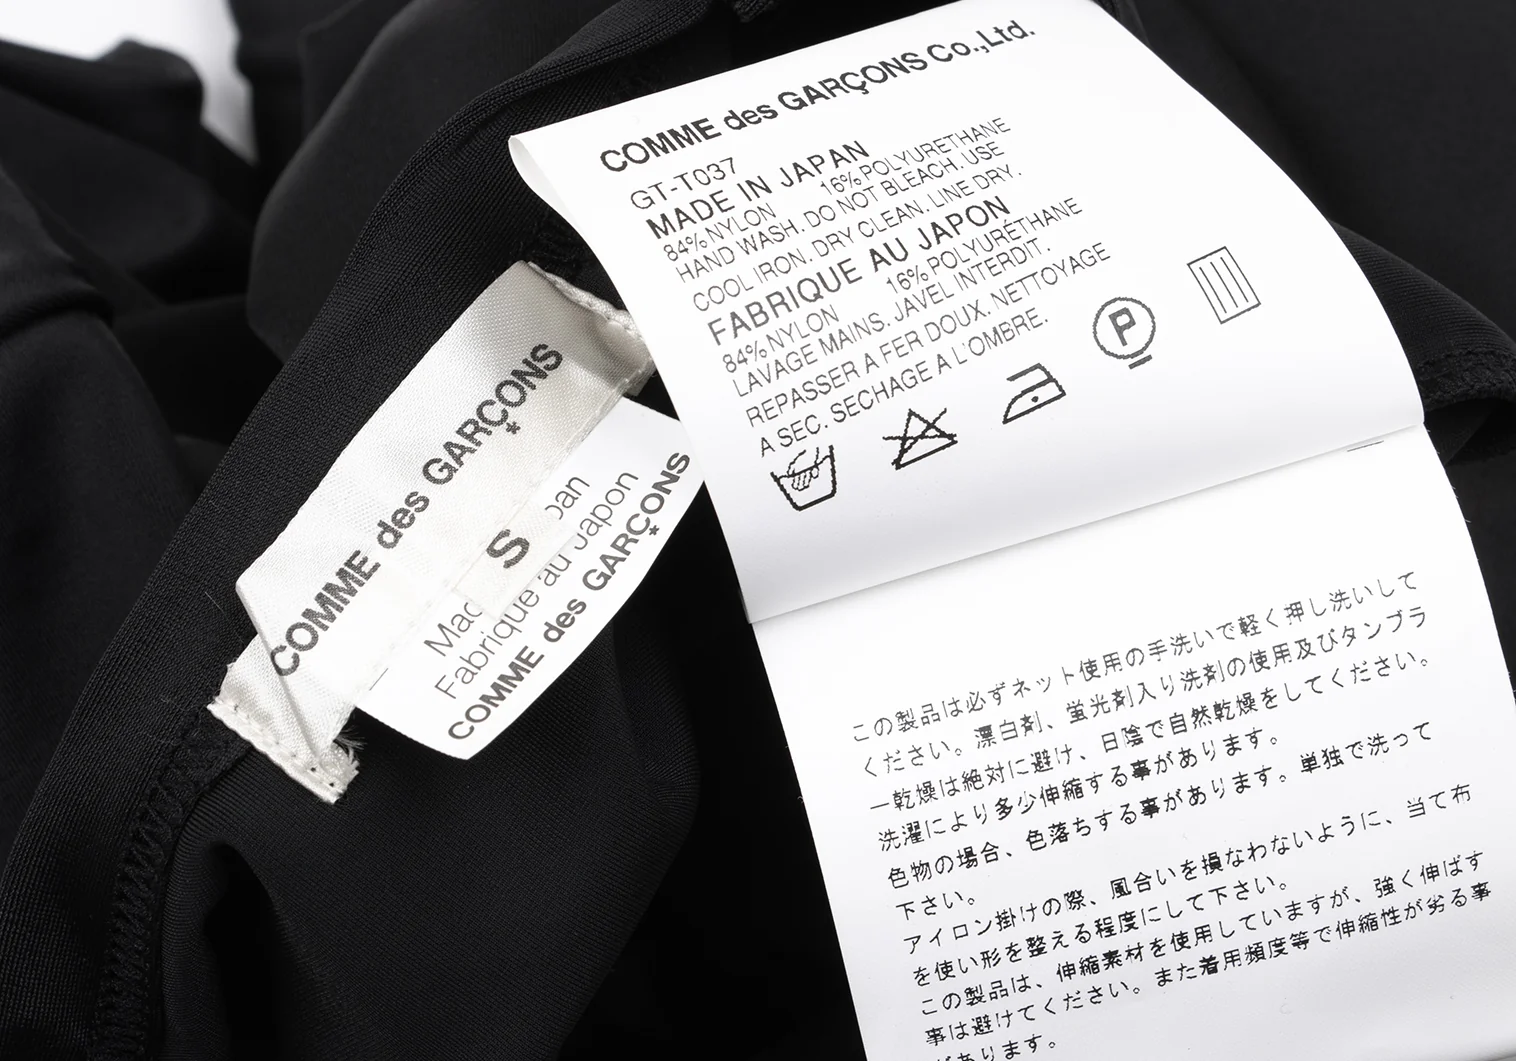 COMME des GARÇONS Co.,Ltd.
GT-T037
MADE IN JAPAN
84%NYLON 16%POLYURETHANE
HAND WASH. DO NOT BLEACH. USE
COOL IRON. DRY CLEAN. LINE DRY.
FABRIQUE AU JAPON
84%NYLON 16%POLYURÉTHANE
LAVAGE MAINS. JAVEL INTERDIT.
REPASSER A FER DOUX. NETTOYAGE
A SEC. SECHAGE A L'OMBRE.
P
COMME des GARÇONS
S
Mad pan
Fabrique au Japon
COMME des GARÇONS
この製品は必ずネット使用の手洗いで軽く押し洗いして
ください。漂白剤、蛍光剤入り洗剤の使用及びタンブラ
ー乾燥は絶対に避け、日陰で自然乾燥をしてください。
洗濯により多少伸縮する事があります。
色物の場合、色落ちする事があります。単独で洗って
下さい。
アイロン掛けの際、風合いを損なわないように、当て布
を使い形を整える程度にして下さい。
この製品は、伸縮素材を使用していますが、強く伸ばす
事は避けてください。また着用頻度等で伸縮性が劣る事
があります。